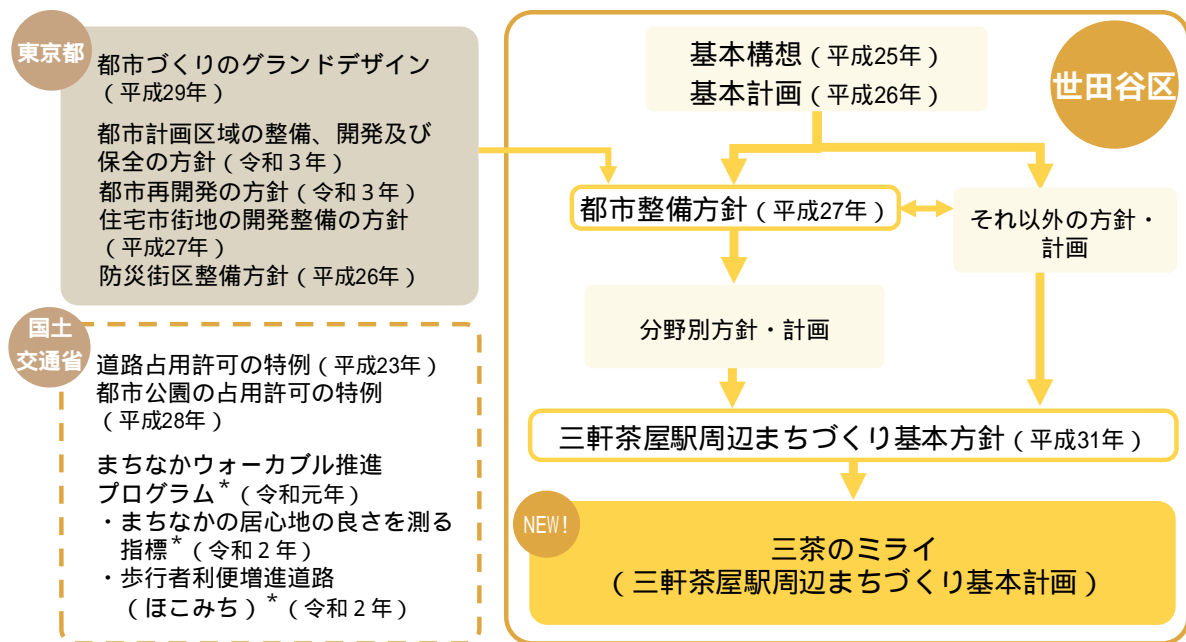 東京都
都市づくりのグランドデザイン
（平成29年）
都市計画区域の整備、開発及び
保全の方針（令和３年）
都市再開発の方針（令和３年）
住宅市街地の開発整備の方針
（平成27年）
防災街区整備方針（平成26年）
国土
交通省
道路占用許可の特例（平成23年）
都市公園の占用許可の特例
（平成28年）
まちなかウォーカブル推進
プログラム*（令和元年）
・まちなかの居心地の良さを測る
指標*（令和２年）
・歩行者利便増進道路
（ほこみち）*（令和２年）
世田谷区
基本構想（平成25年）
基本計画（平成26年）
都市整備方針（平成27年）
それ以外の方針・
計画
分野別方針・計画
三軒茶屋駅周辺まちづくり基本方針（平成31年）
NEW!
三茶のミライ
（三軒茶屋駅周辺まちづくり基本計画）